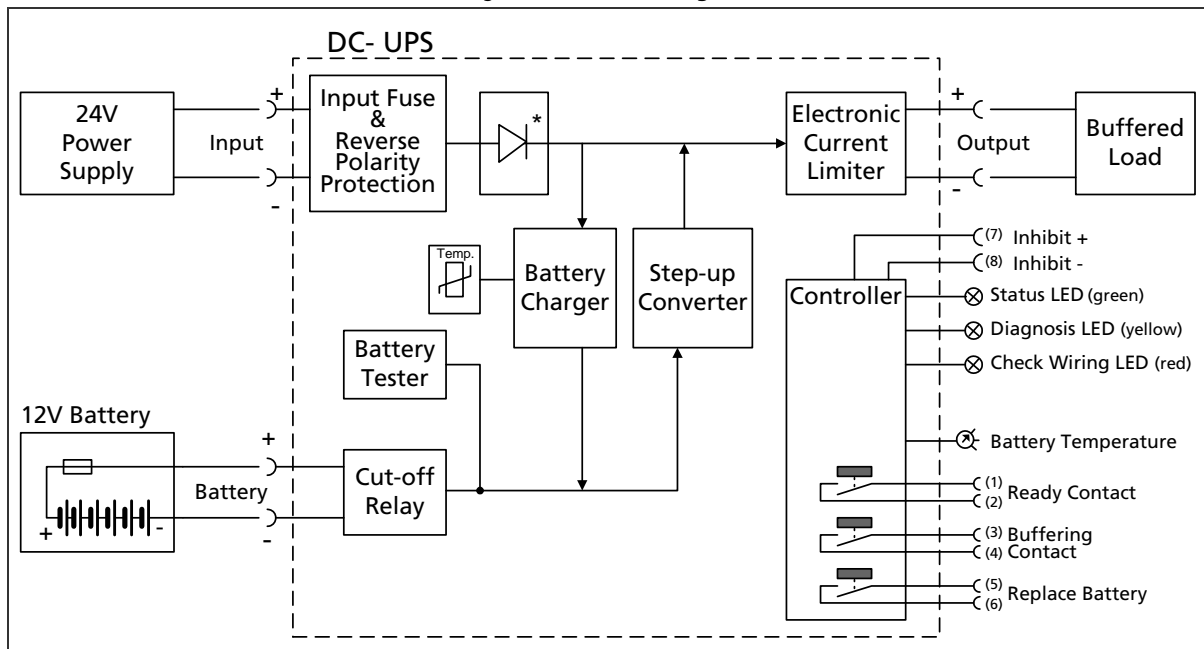 DC- UPS
24V
Power
Supply
+
Input
-
Input Fuse
&
Reverse
Polarity
Protection
*
Electronic
Current
Limiter
+
Output
-
Buffered
Load
Temp.
Battery
Charger
Step-up
Converter
Battery
Tester
12V Battery
+ -
+
Battery
-
Cut-off
Relay
Controller
(7) Inhibit +
(8) Inhibit -
Status LED (green)
Diagnosis LED (yellow)
Check Wiring LED (red)
Battery Temperature
(1)
(2)
Ready Contact
(3) Buffering
(4) Contact
(5)
(6)
Replace Battery